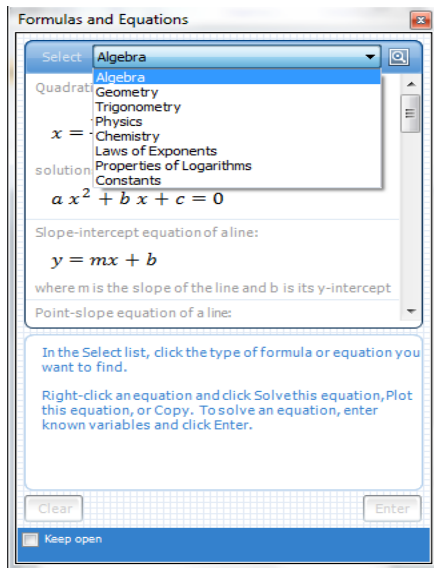 Formulas and Equations
Select Algebra
Algebra
Geometry
Trigonometry
Physics
Chemistry
Laws of Exponents
Properties of Logarithms
Constants
Quadrati
x =
solution
a x² + b x + c = 0
Slope-intercept equation of a line:
y = mx + b
where m is the slope of the line and b is its y-intercept
Point-slope equation of a line:
In the Select list, click the type of formula or equation you
want to find.
Right-click an equation and click Solve this equation, Plot
this equation, or Copy. To solve an equation, enter
known variables and click Enter.
Clear
Enter
Keep open